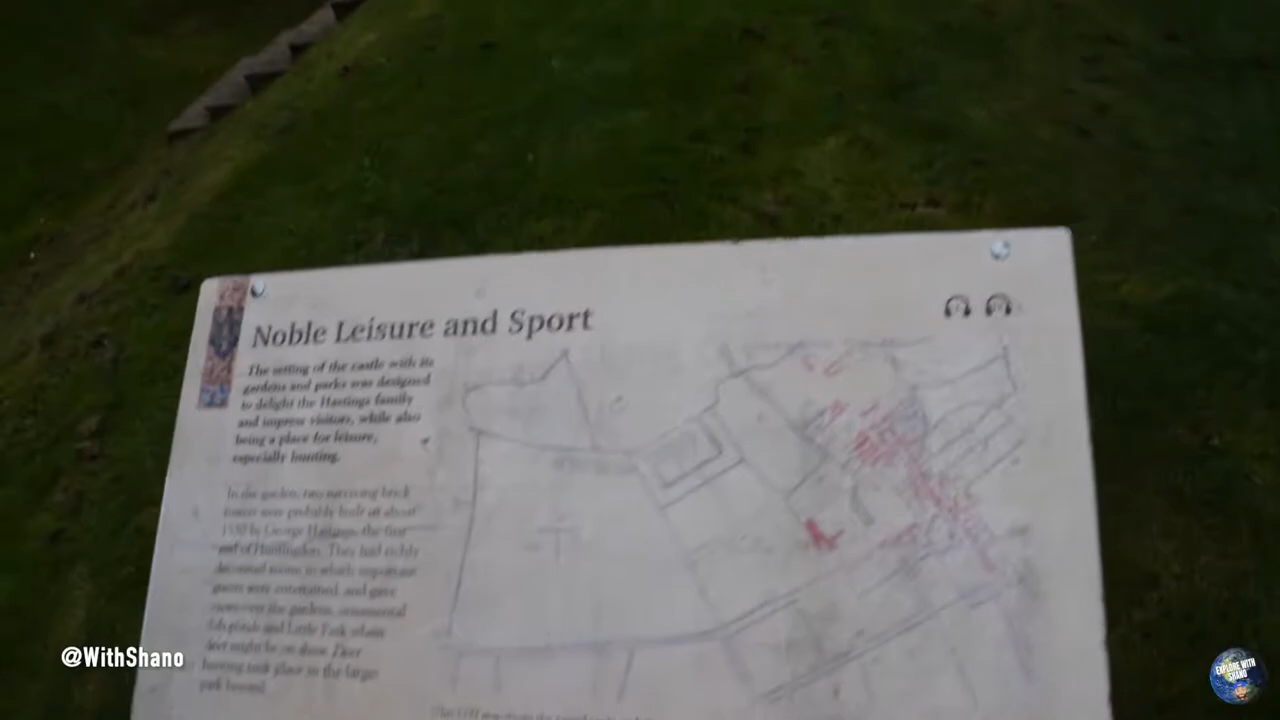 Noble Leisure and Sport
The setting of the castle with its
gardens and parks was designed
to delight the Hastings family
and impress visitors, while also
being a place for leisure,
especially hunting.
In the garden, two surviving brick
towers were probably built in about
1530 by George Hastings, the first
earl of Huntingdon. They had richly
decorated rooms in which important
guests were entertained, and gave
views over the gardens, ornamental
fish ponds and Little Park where
deer might be on show. Deer
hunting took place in the larger
park beyond.
@WithShano
EXPLORE WITH
SHANO